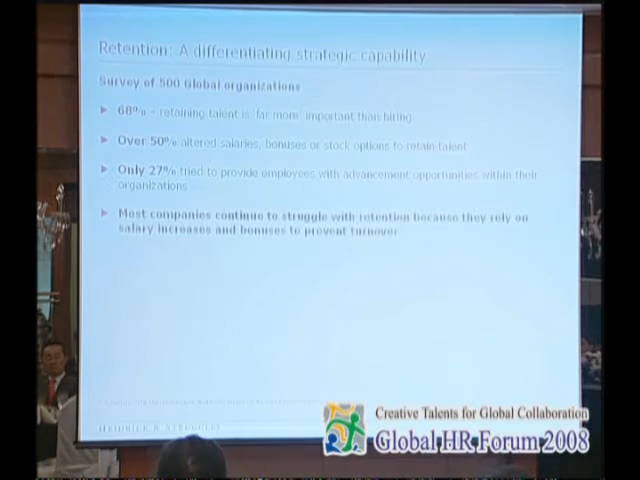 Retention: A differentiating strategic capability
Survey of 500 Global organizations
68% – retaining talent is 'far more' important than hiring
Over 50% altered salaries, bonuses or stock options to retain talent
Only 27% tried to provide employees with advancement opportunities within their
organizations
Most companies continue to struggle with retention because they rely on
salary increases and bonuses to prevent turnover
HEIDRICK & STRUGGLES
Creative Talents for Global Collaboration
Global HR Forum 2008